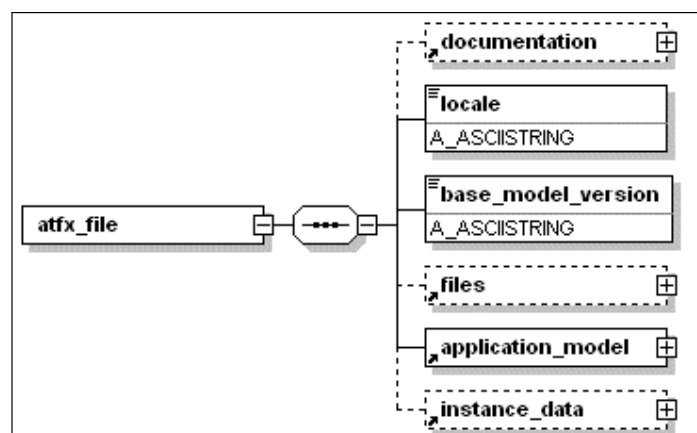 documentation
locale
A_ASCIISTRING
base_model_version
A_ASCIISTRING
atfx_file
files
application_model
instance_data